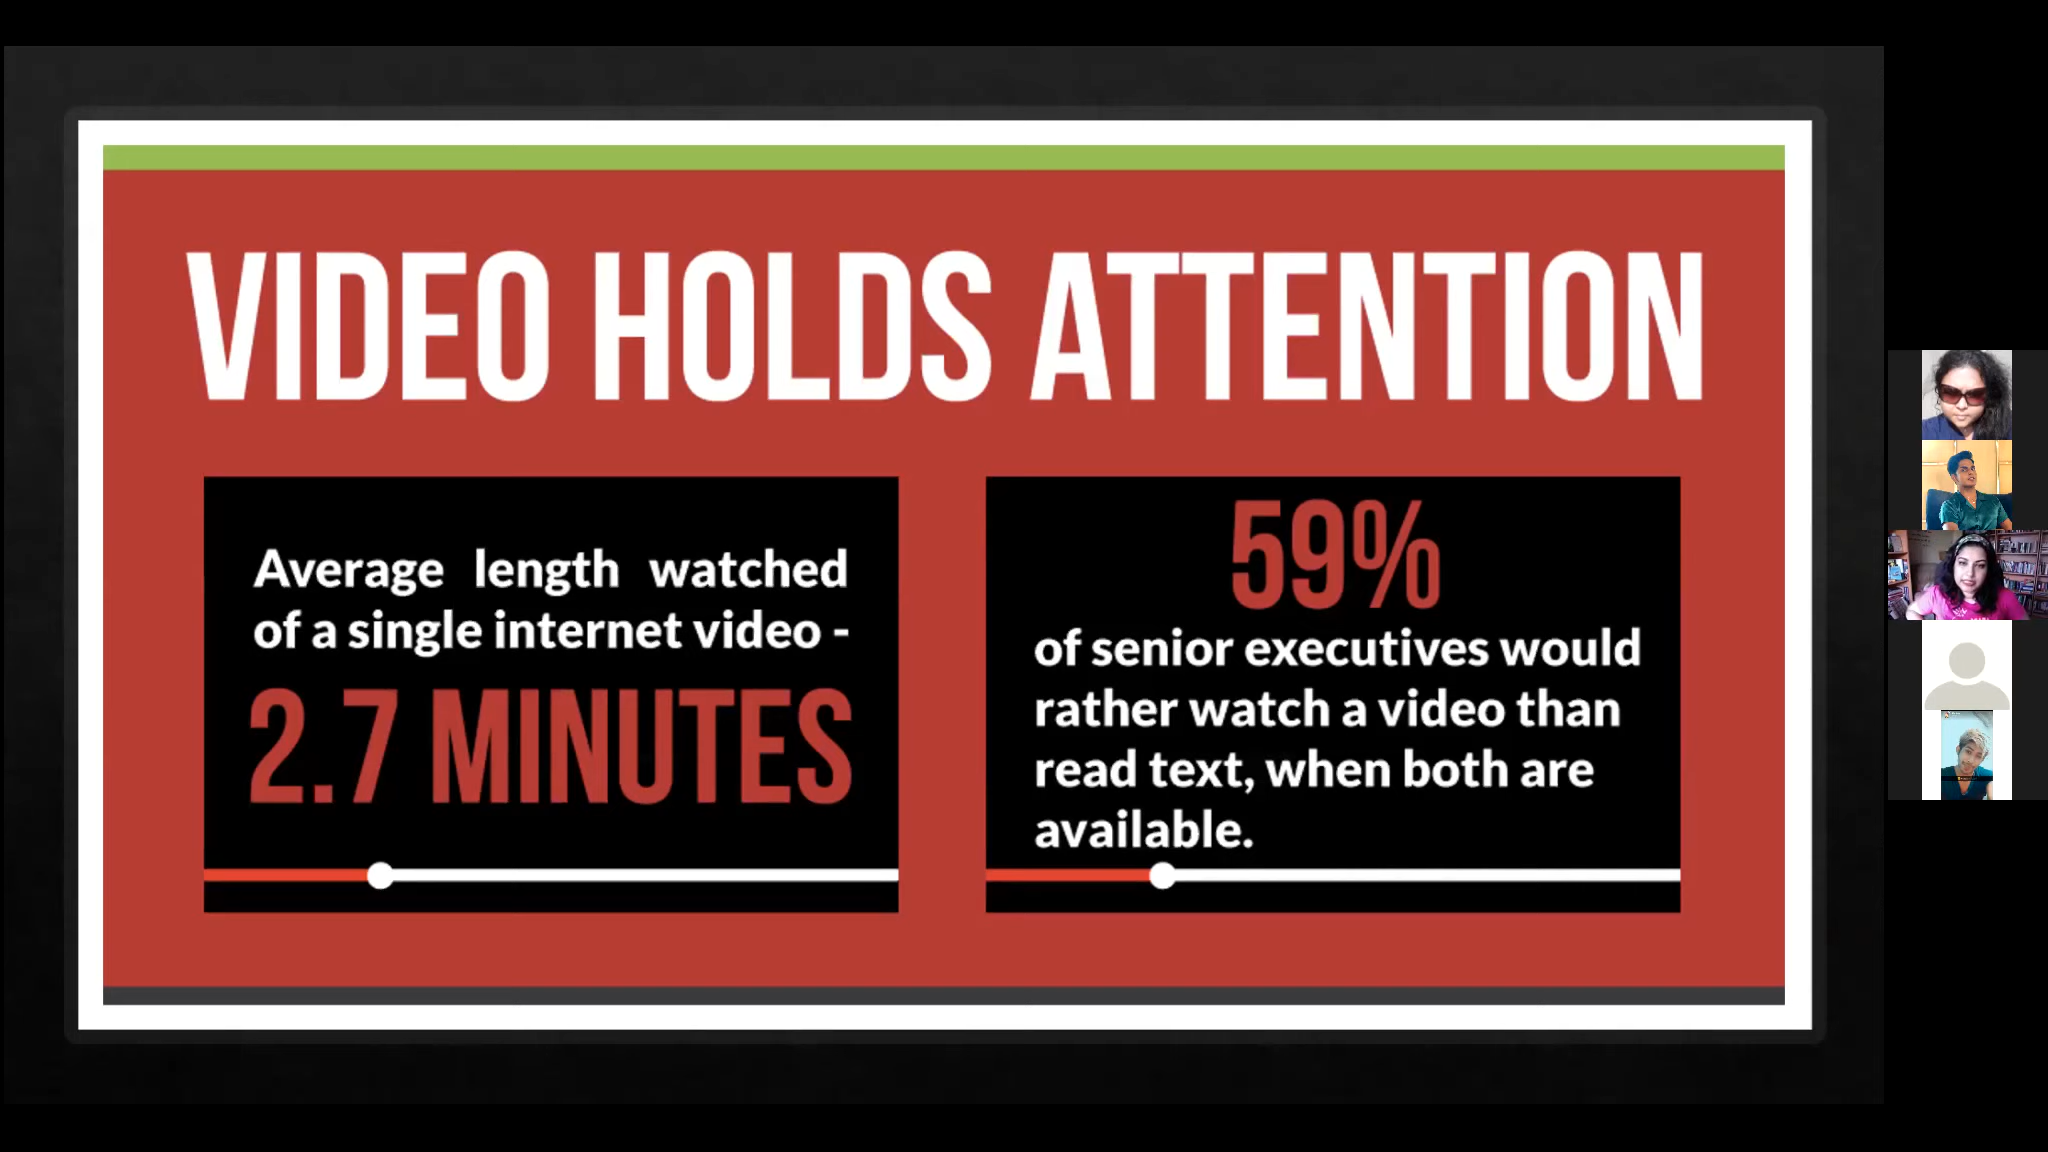 VIDEO HOLDS ATTENTION
Average length watched
of a single internet video -
2.7 MINUTES
59%
of senior executives would
rather watch a video than
read text, when both are
available.